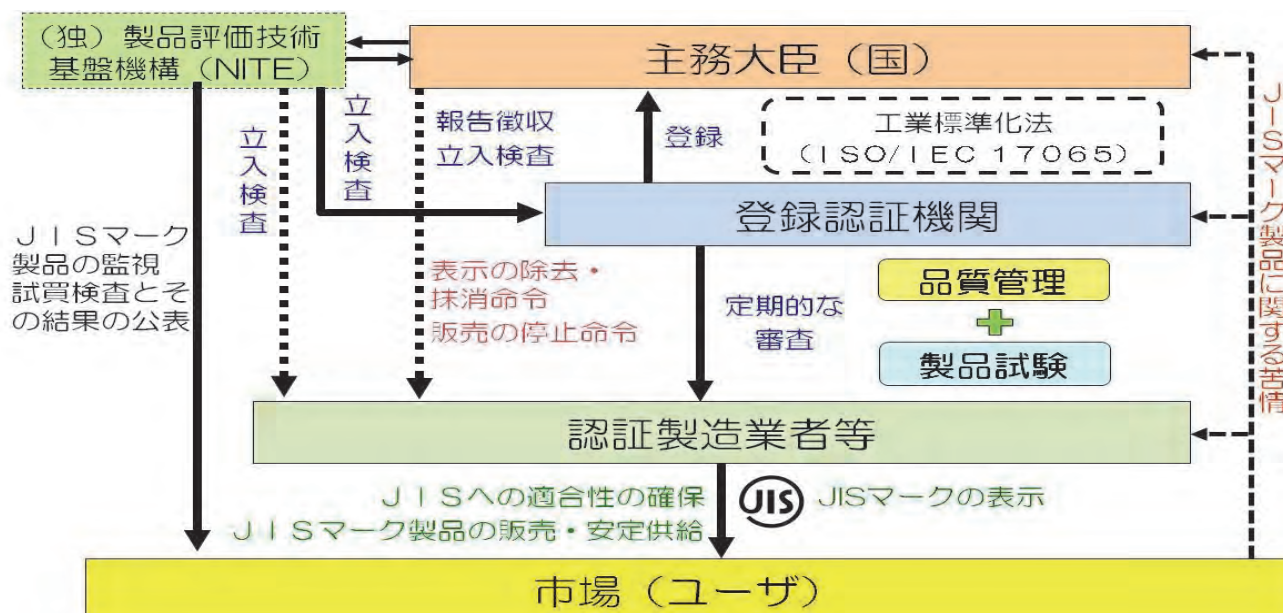 （独）製品評価技術
基盤機構（NITE）
主務大臣（国）
立入検査
立入検査
報告徴収
立入検査
登録
工業標準化法
（ＩＳＯ/ＩＥＣ 17065）
登録認証機関
ＪＩＳマーク
製品の監視
試買検査とそ
の結果の公表
表示の除去・
抹消命令
販売の停止命令
定期的な
審査
品質管理
製品試験
ＪＩＳマーク製品に関する苦情
認証製造業者等
ＪＩＳへの適合性の確保
JIS
JISマークの表示
ＪＩＳマーク製品の販売・安定供給
市場（ユーザ）